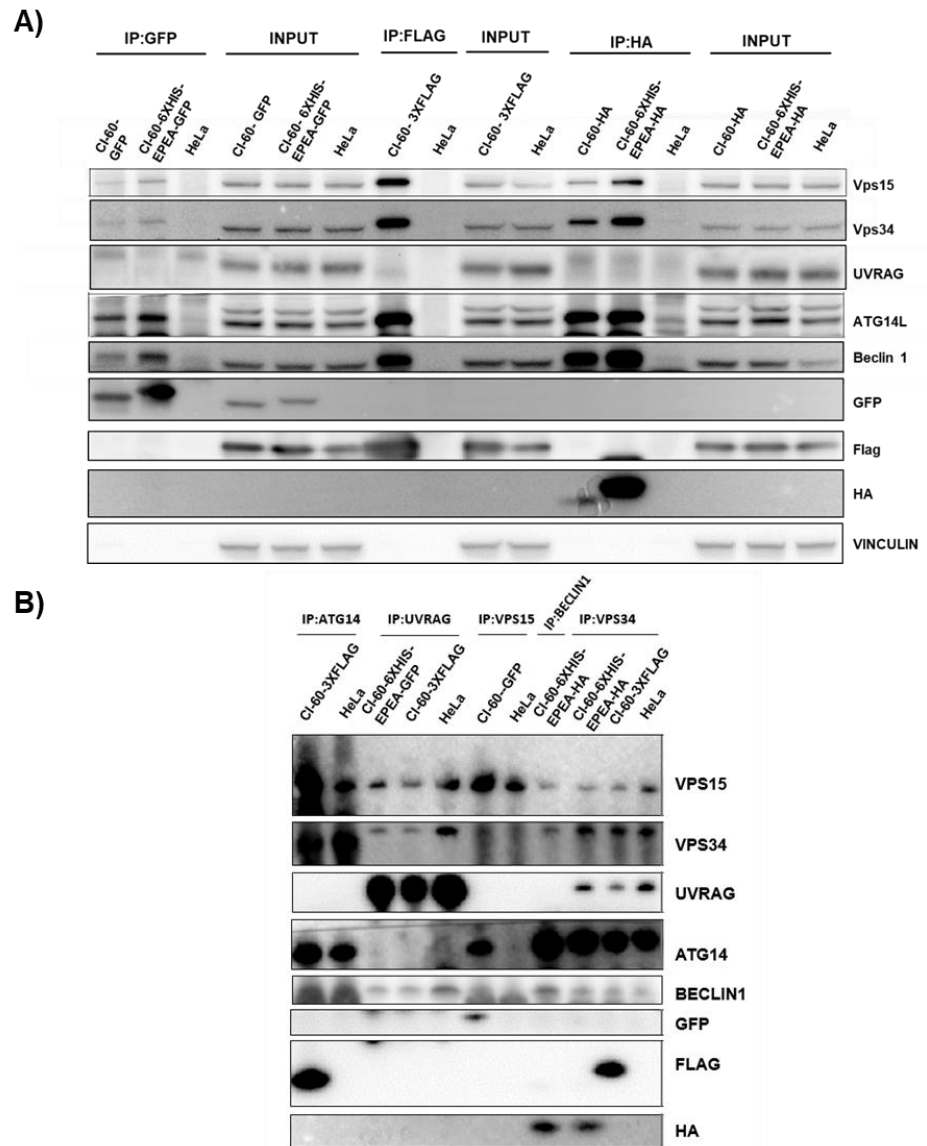 A)
IP:GFP INPUT IP:FLAG INPUT IP:HA INPUT
Cl-60-
GFP
Cl-60-6XHIS-
EPEA-GFP
HeLa
Cl-60- GFP
Cl-60- 6XHIS-
EPEA-GFP
HeLa
Cl-60- 3XFLAG
HeLa
Cl-60- 3XFLAG
HeLa
Cl-60-HA
Cl-60-6XHIS-
EPEA-HA
HeLa
Cl-60-HA
Cl-60-6XHIS-
EPEA-HA
HeLa
Vps15
Vps34
UVRAG
ATG14L
Beclin 1
GFP
Flag
HA
VINCULIN
B)
IP:ATG14 IP:UVRAG IP:VPS15 IP:BECLIN1 IP:VPS34
Cl-60-3XFLAG
HeLa
Cl-60-6XHIS-
EPEA-GFP
Cl-60-3XFLAG
HeLa
Cl-60--GFP
HeLa
Cl-60-6XHIS-
EPEA-HA
Cl-60-6XHIS-
EPEA-HA
Cl-60-3XFLAG
HeLa
VPS15
VPS34
UVRAG
ATG14
BECLIN1
GFP
FLAG
HA